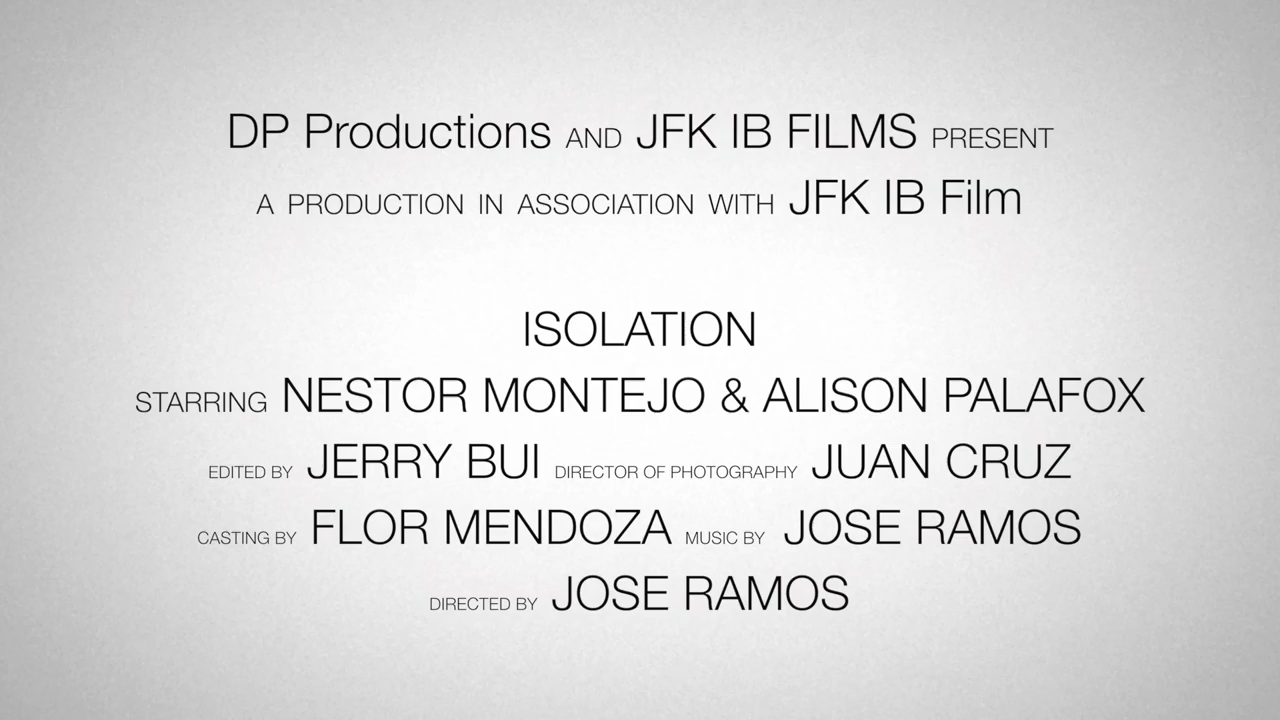 DP Productions AND JFK IB FILMS PRESENT
A PRODUCTION IN ASSOCIATION WITH JFK IB Film
ISOLATION
STARRING NESTOR MONTEJO & ALISON PALAFOX
EDITED BY JERRY BUI DIRECTOR OF PHOTOGRAPHY JUAN CRUZ
CASTING BY FLOR MENDOZA MUSIC BY JOSE RAMOS
DIRECTED BY JOSE RAMOS